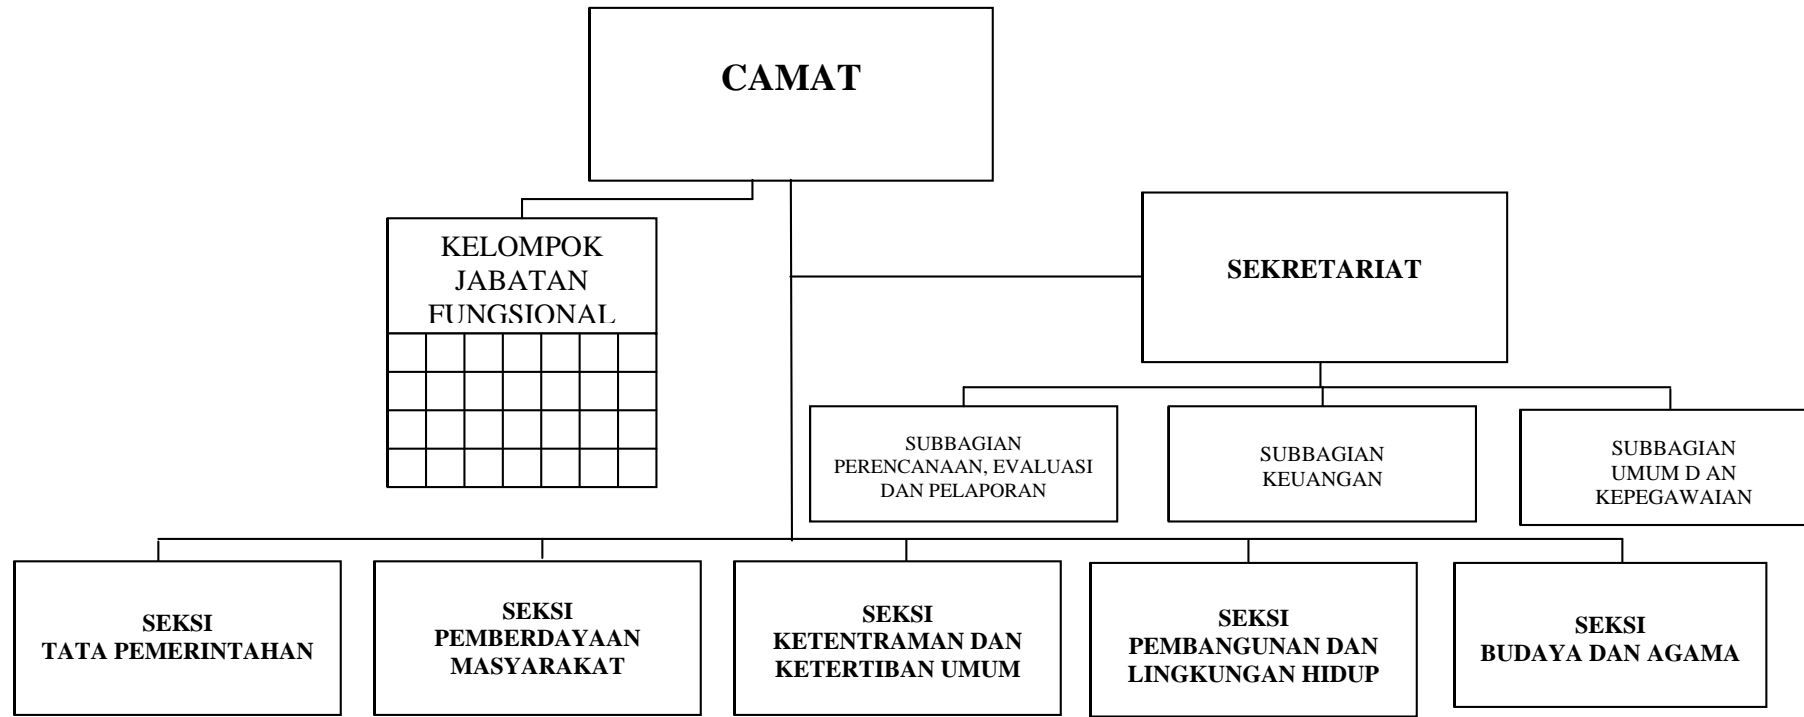 CAMAT
KELOMPOK
JABATAN
FUNGSIONAL
SEKRETARIAT
SUBBAGIAN
PERENCANAAN, EVALUASI
DAN PELAPORAN
SUBBAGIAN
KEUANGAN
SUBBAGIAN
UMUM D AN
KEPEGAWAIAN
SEKSI
TATA PEMERINTAHAN
SEKSI
PEMBERDAYAAN
MASYARAKAT
SEKSI
KETENTRAMAN DAN
KETERTIBAN UMUM
SEKSI
PEMBANGUNAN DAN
LINGKUNGAN HIDUP
SEKSI
BUDAYA DAN AGAMA